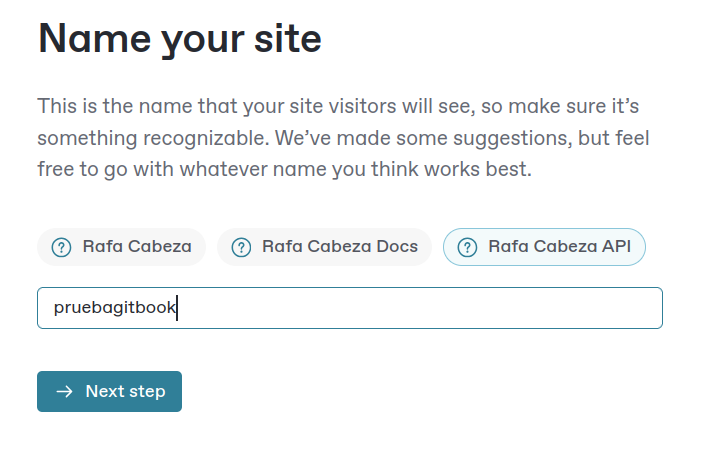 Name your site
This is the name that your site visitors will see, so make sure it’s
something recognizable. We’ve made some suggestions, but feel
free to go with whatever name you think works best.
Rafa Cabeza Rafa Cabeza Docs Rafa Cabeza API
pruebagitbook
Next step